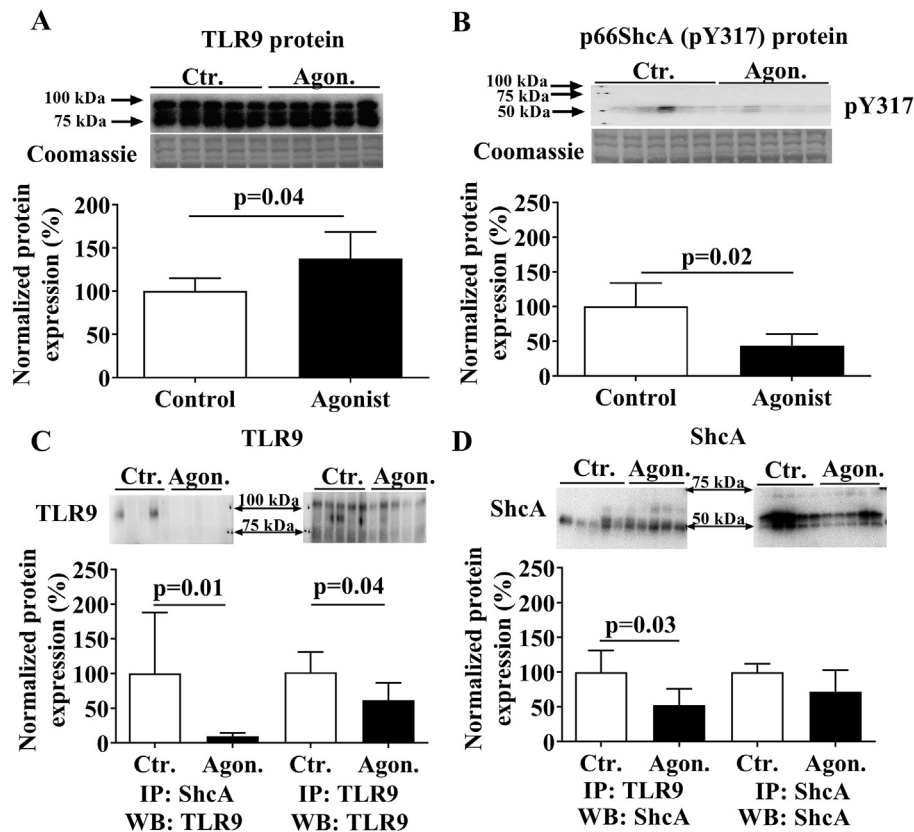 A
TLR9 protein
Ctr. Agon.
100 kDa
75 kDa
Coomassie
Normalized protein
expression (%)
200
150
100
50
0
p=0.04
Control Agonist
B
p66ShcA (pY317) protein
Ctr. Agon.
100 kDa
75 kDa
50 kDa
pY317
Coomassie
Normalized protein
expression (%)
250
200
150
100
50
0
p=0.02
Control Agonist
C
TLR9
Ctr. Agon. Ctr. Agon.
TLR9
100 kDa
75 kDa
Normalized protein
expression (%)
250
200
150
100
50
0
p=0.01 p=0.04
Ctr. Agon. Ctr. Agon.
IP: ShcA IP: TLR9
WB: TLR9 WB: TLR9
D
ShcA
Ctr. Agon. Ctr. Agon.
75 kDa
ShcA
50 kDa
Normalized protein
expression (%)
250
200
150
100
50
0
p=0.03
Ctr. Agon. Ctr. Agon.
IP: TLR9 IP: ShcA
WB: ShcA WB: ShcA